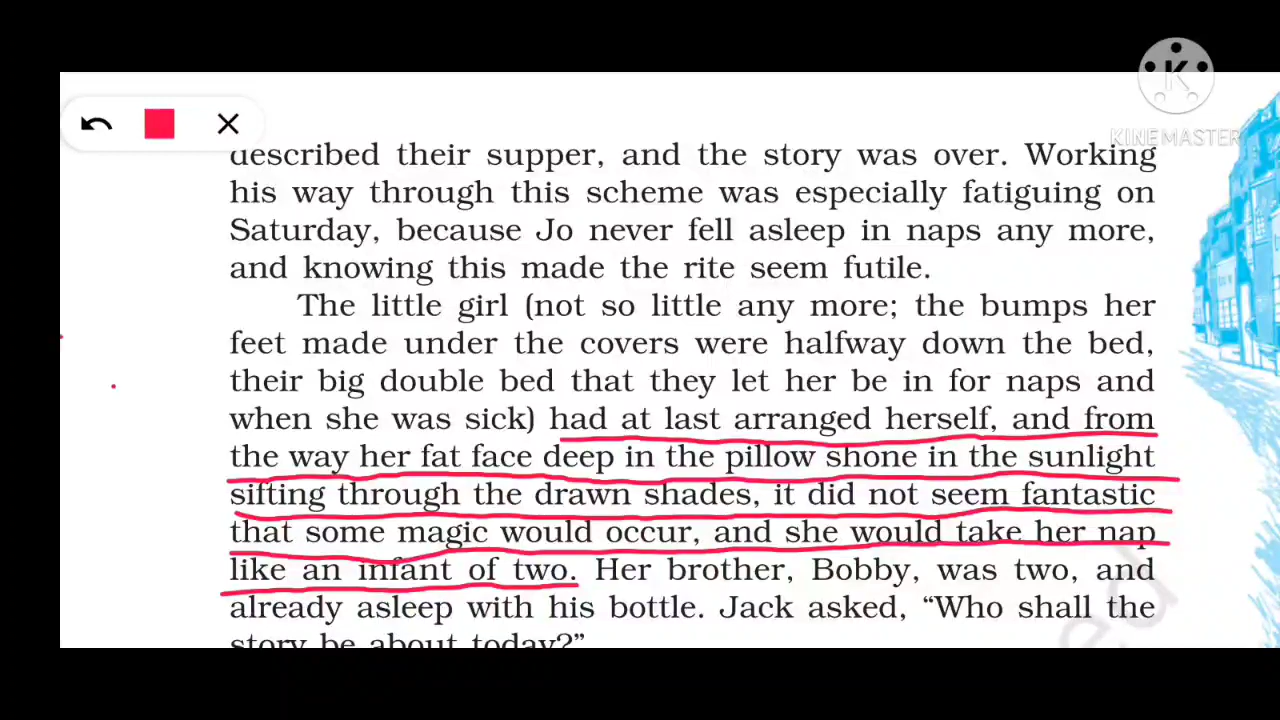 KINEMASTER
described their supper, and the story was over. Working
his way through this scheme was especially fatiguing on
Saturday, because Jo never fell asleep in naps any more,
and knowing this made the rite seem futile.
The little girl (not so little any more; the bumps her
feet made under the covers were halfway down the bed,
their big double bed that they let her be in for naps and
when she was sick) had at last arranged herself, and from
the way her fat face deep in the pillow shone in the sunlight
sifting through the drawn shades, it did not seem fantastic
that some magic would occur, and she would take her nap
like an infant of two. Her brother, Bobby, was two, and
already asleep with his bottle. Jack asked, “Who shall the
story be about today?”